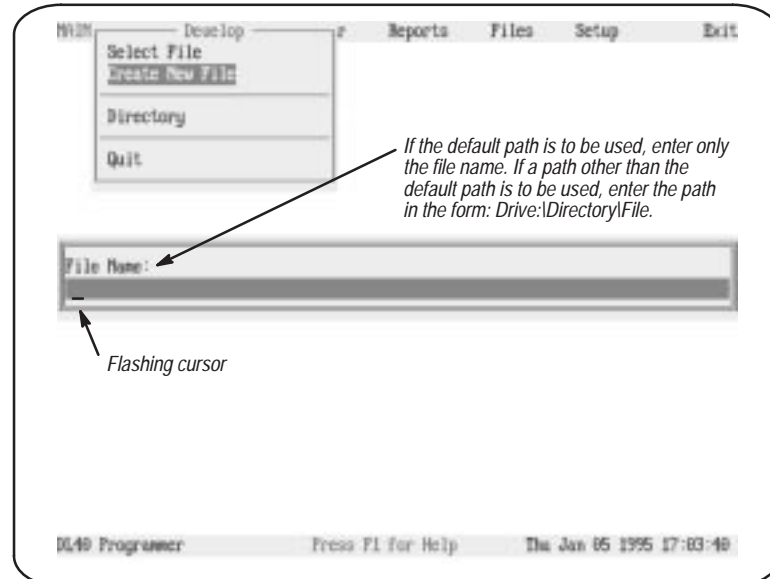 MAIN Develop r Reports Files Setup Exit
Select File
Create New File
Directory
Quit
If the default path is to be used, enter only
the file name. If a path other than the
default path is to be used, enter the path
in the form: Drive:\Directory\File.
File Name:
Flashing cursor
DL40 Programmer Press F1 for Help Thu Jan 05 1995 17:03:40